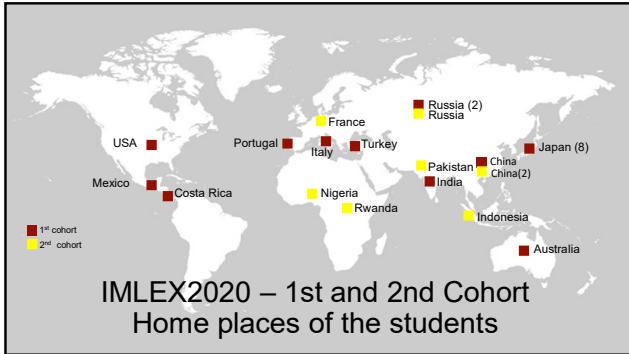 Russia (2)
Russia
France
USA
Portugal
Italy
Turkey
Japan (8)
China
Pakistan
China(2)
India
Mexico
Costa Rica
Nigeria
Rwanda
Indonesia
1st cohort
2nd cohort
Australia
IMLEX2020 – 1st and 2nd Cohort
Home places of the students